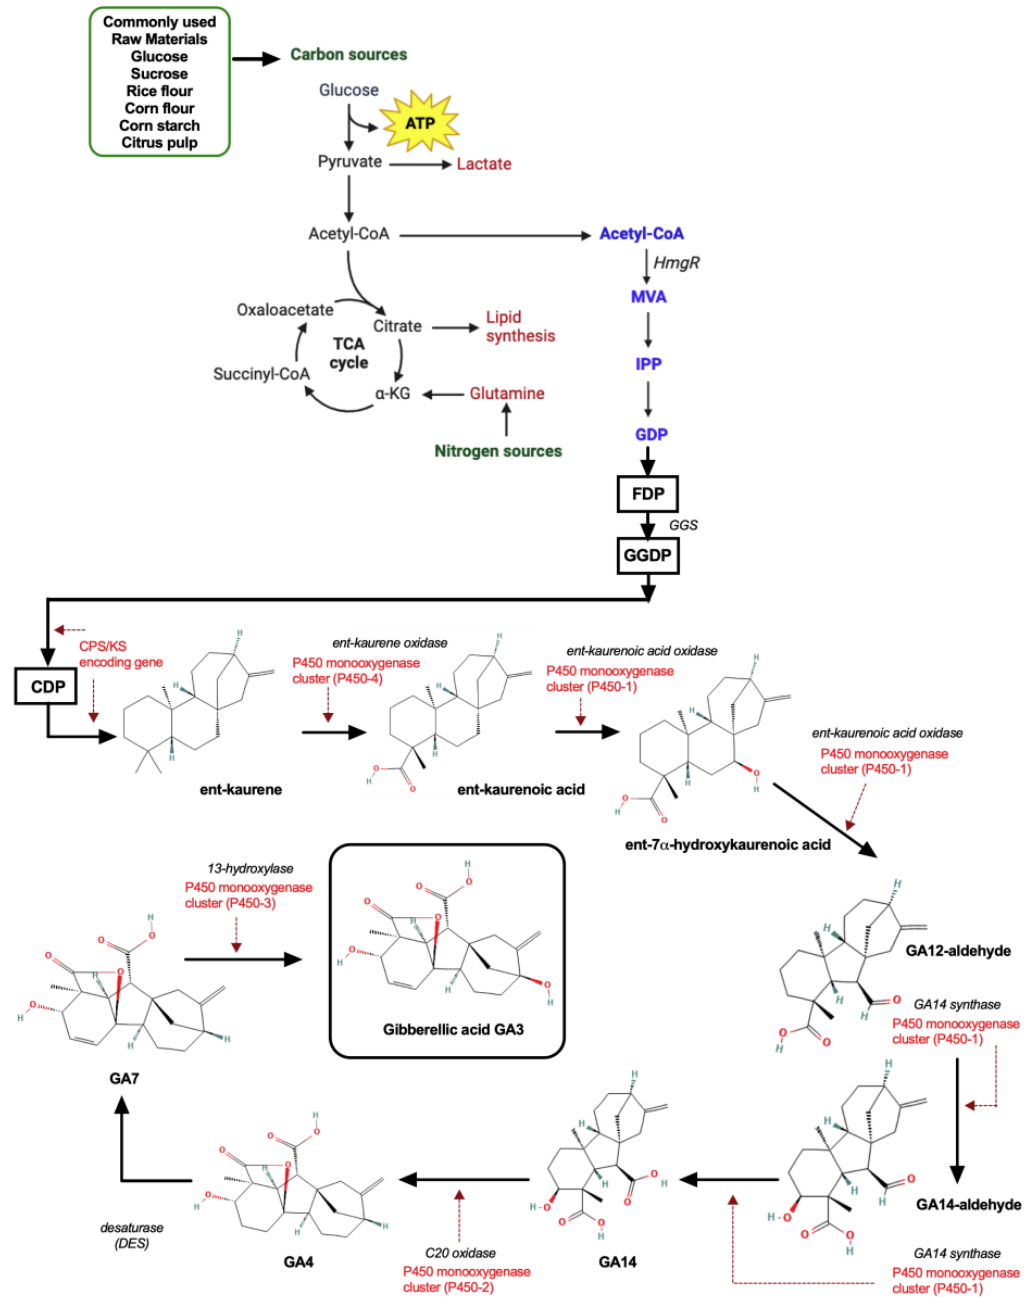 Commonly used
Raw Materials
Glucose
Sucrose
Rice flour
Corn flour
Corn starch
Citrus pulp
Carbon sources
Glucose
ATP
Pyruvate
Lactate
Acetyl-CoA
Acetyl-CoA
HmgR
MVA
Oxaloacetate
Citrate
Lipid
synthesis
TCA
cycle
IPP
Succinyl-CoA
α-KG
Glutamine
GDP
Nitrogen sources
FDP
GGS
GGDP
CPS/KS
encoding gene
CDP
ent-kaurene oxidase
P450 monooxygenase
cluster (P450-4)
ent-kaurenoic acid oxidase
P450 monooxygenase
cluster (P450-1)
ent-kaurenoic acid oxidase
P450 monooxygenase
cluster (P450-1)
H
H
H
ent-kaurene
H
H
H
H
O
O
ent-kaurenoic acid
H
H
H
O
H
H
O
O
ent-7α-hydroxykaurenoic acid
13-hydroxylase
P450 monooxygenase
cluster (P450-3)
H
O
O
O
O
H
O
H
H
H
GA7
H
O
O
O
O
H
O
H
H
O
H
Gibberellic acid GA3
H
H
H
O
H
O
O
H
GA12-aldehyde
GA14 synthase
P450 monooxygenase
cluster (P450-1)
H
H
H
O
H
H-O
O
O
H
GA14-aldehyde
GA14 synthase
P450 monooxygenase
cluster (P450-1)
H
H
H
O
H
O
H-O
O
O
H
GA14
C20 oxidase
P450 monooxygenase
cluster (P450-2)
H
O
O
O
O
H
O
H
H
H
GA4
desaturase
(DES)